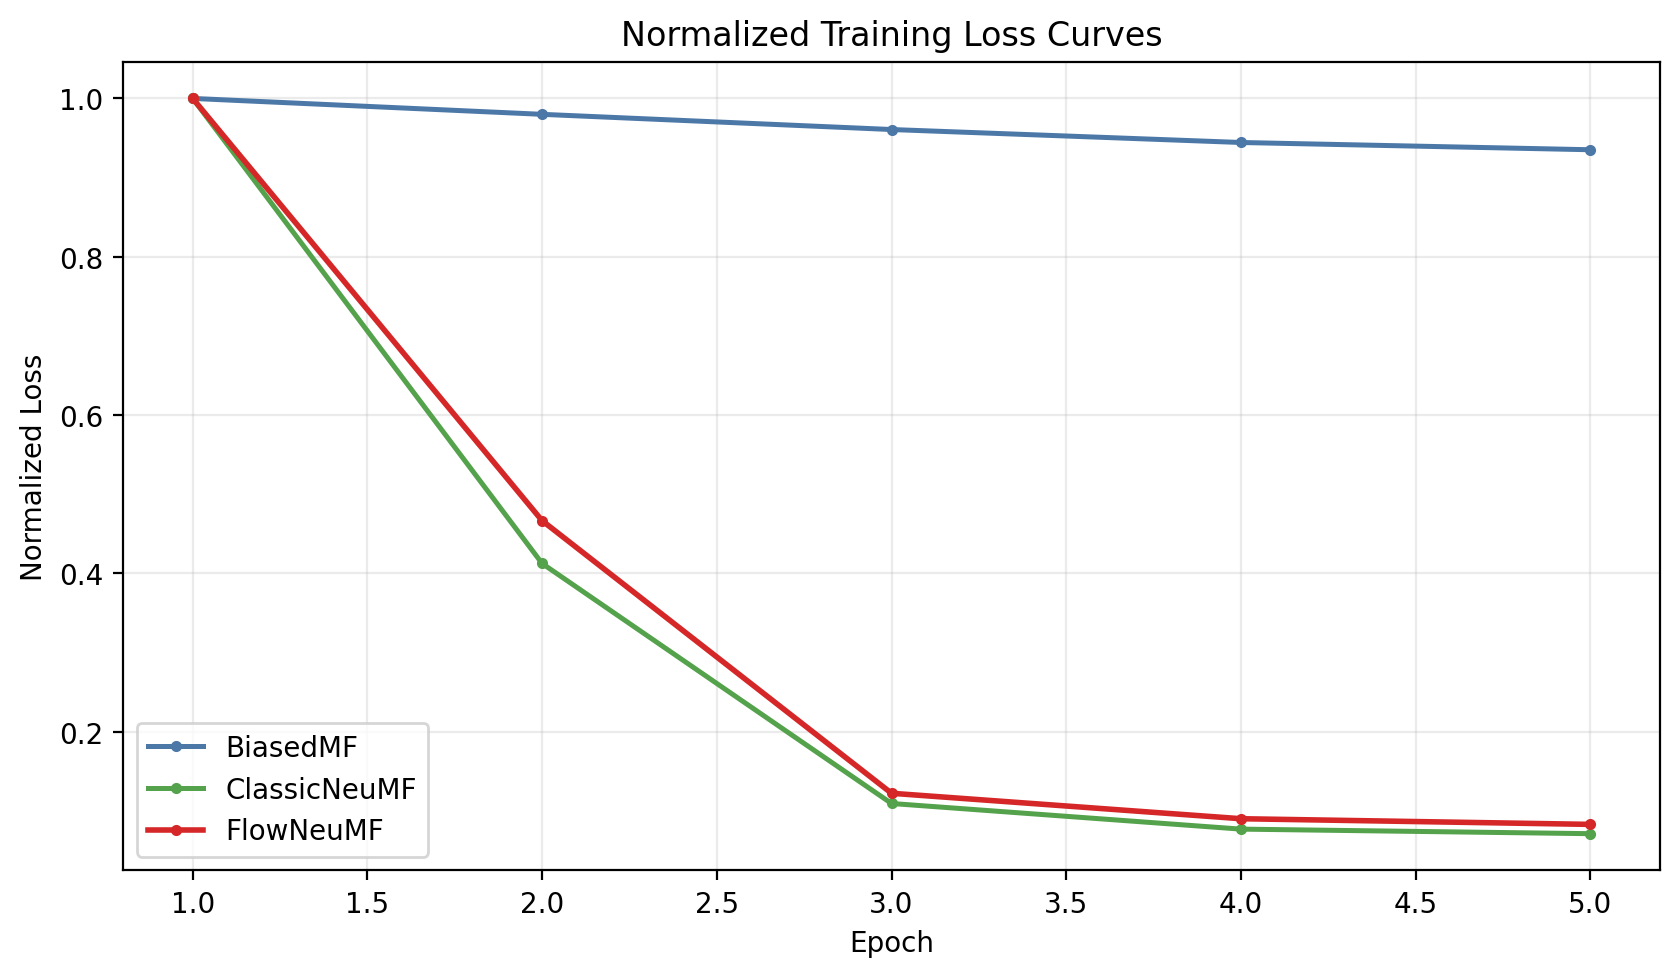 Normalized Training Loss Curves
Normalized Loss
1.0
0.8
0.6
0.4
0.2
BiasedMF
ClassicNeuMF
FlowNeuMF
1.0 1.5 2.0 2.5 3.0 3.5 4.0 4.5 5.0
Epoch